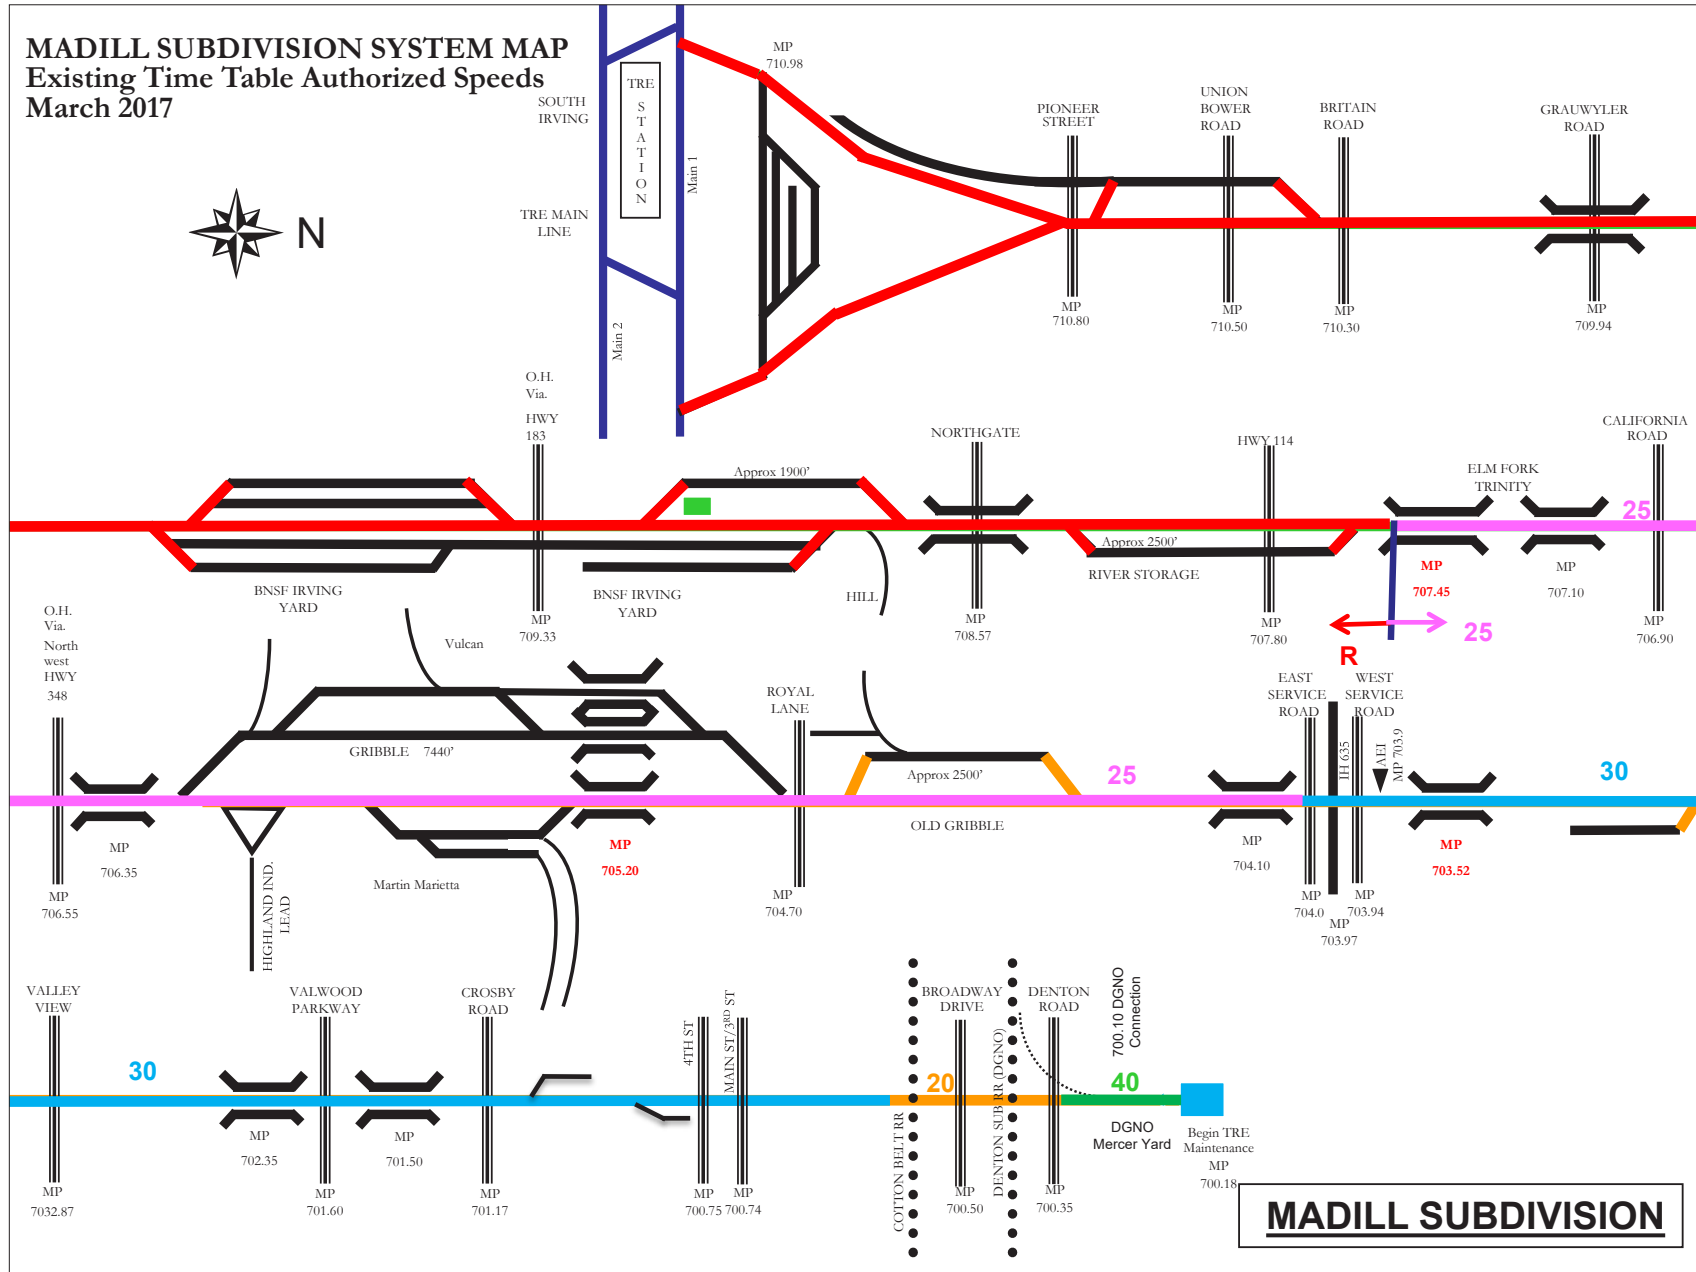 MADILL SUBDIVISION SYSTEM MAP
Existing Time Table Authorized Speeds
March 2017
N
SOUTH
IRVING
TRE
STATION
TRE MAIN
LINE
Main 1
Main 2
MP
710.98
PIONEER
STREET
MP
710.80
UNION
BOWER
ROAD
MP
710.50
BRITAIN
ROAD
MP
710.30
GRAUWYLER
ROAD
MP
709.94
O.H.
Via.
HWY
183
MP
709.33
BNSF IRVING
YARD
BNSF IRVING
YARD
Approx 1900'
HILL
NORTHGATE
MP
708.57
Approx 2500'
RIVER STORAGE
HWY 114
MP
707.80
ELM FORK
TRINITY
MP
707.45
MP
707.10
25
CALIFORNIA
ROAD
MP
706.90
R
25
O.H.
Via.
North
west
HWY
348
MP
706.55
MP
706.35
Vulcan
GRIBBLE 7440'
HIGHLAND IND.
LEAD
Martin Marietta
MP
705.20
ROYAL
LANE
MP
704.70
Approx 2500'
OLD GRIBBLE
25
MP
704.10
EAST
SERVICE
ROAD
MP
704.0
IH 635
MP
703.97
WEST
SERVICE
ROAD
MP
703.94
AEI
MP 703.9
MP
703.52
30
VALLEY
VIEW
MP
7032.87
30
MP
702.35
VALWOOD
PARKWAY
MP
701.60
MP
701.50
CROSBY
ROAD
MP
701.17
4TH ST
MP
700.75
MAIN ST/3RD ST
MP
700.74
COTTON BELT RR
20
BROADWAY
DRIVE
MP
700.50
DENTON SUB RR (DGNO)
DENTON
ROAD
MP
700.35
700.10 DGNO
Connection
40
DGNO
Mercer Yard
Begin TRE
Maintenance
MP
700.18
MADILL SUBDIVISION